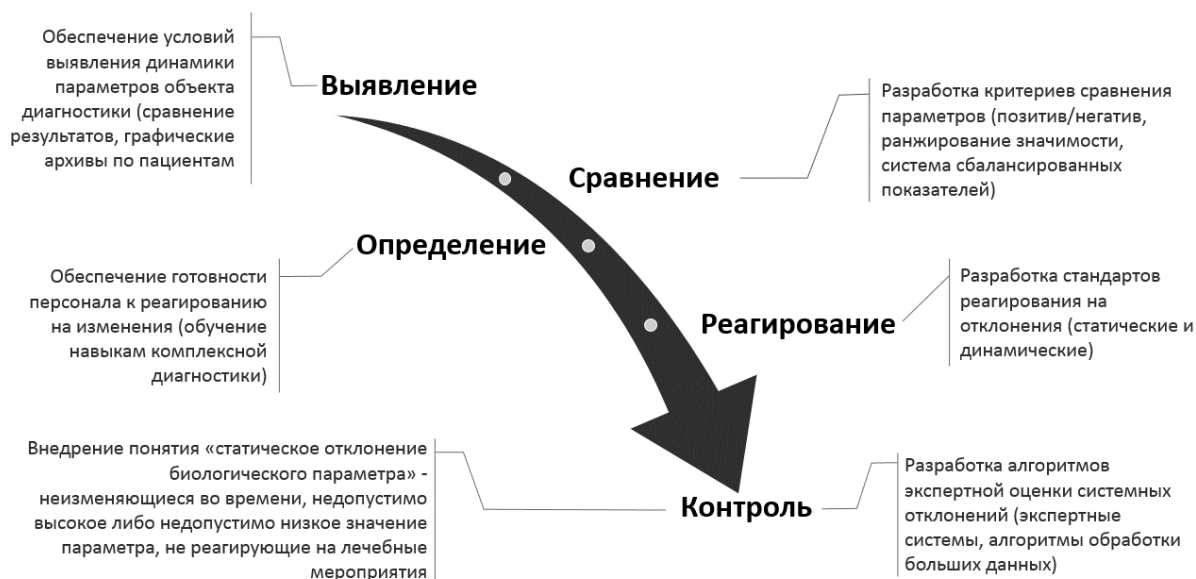 Обеспечение условий
выявления динамики
параметров объекта
диагностики (сравнение
результатов, графические
архивы по пациентам
Выявление
Разработка критериев сравнения
параметров (позитив/негатив,
ранжирование значимости,
система сбалансированных
показателей)
Сравнение
Определение
Обеспечение готовности
персонала к реагированию
на изменения (обучение
навыкам комплексной
диагностики)
Реагирование
Разработка стандартов
реагирования на
отклонения (статические и
динамические)
Внедрение понятия «статическое отклонение
биологического параметра» -
неизменяющиеся во времени, недопустимо
высокое либо недопустимо низкое значение
параметра, не реагирующие на лечебные
мероприятия
Контроль
Разработка алгоритмов
экспертной оценки системных
отклонений (экспертные
системы, алгоритмы обработки
больших данных)